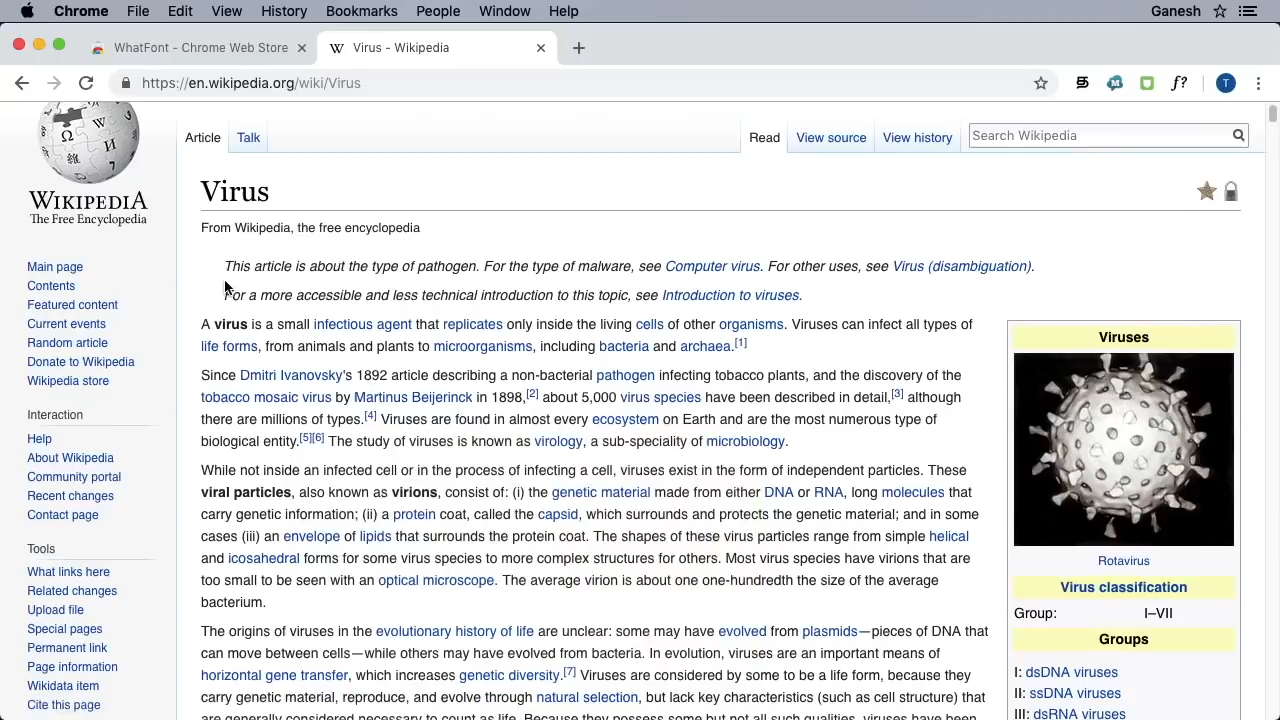 Chrome File Edit View History Bookmarks People Window Help Ganesh
WhatFont - Chrome Web Store
Virus - Wikipedia
https://en.wikipedia.org/wiki/Virus
f?
T
WIKIPEDIA
The Free Encyclopedia
Main page
Contents
Featured content
Current events
Random article
Donate to Wikipedia
Wikipedia store
Interaction
Help
About Wikipedia
Community portal
Recent changes
Contact page
Tools
What links here
Related changes
Upload file
Special pages
Permanent link
Page information
Wikidata item
Cite this page
Article Talk Read View source View history Search Wikipedia
Virus
From Wikipedia, the free encyclopedia
This article is about the type of pathogen. For the type of malware, see Computer virus. For other uses, see Virus (disambiguation).
For a more accessible and less technical introduction to this topic, see Introduction to viruses.
A virus is a small infectious agent that replicates only inside the living cells of other organisms. Viruses can infect all types of
life forms, from animals and plants to microorganisms, including bacteria and archaea.[1]
Since Dmitri Ivanovsky's 1892 article describing a non-bacterial pathogen infecting tobacco plants, and the discovery of the
tobacco mosaic virus by Martinus Beijerinck in 1898,[2] about 5,000 virus species have been described in detail,[3] although
there are millions of types.[4] Viruses are found in almost every ecosystem on Earth and are the most numerous type of
biological entity.[5][6] The study of viruses is known as virology, a sub-speciality of microbiology.
While not inside an infected cell or in the process of infecting a cell, viruses exist in the form of independent particles. These
viral particles, also known as virions, consist of: (i) the genetic material made from either DNA or RNA, long molecules that
carry genetic information; (ii) a protein coat, called the capsid, which surrounds and protects the genetic material; and in some
cases (iii) an envelope of lipids that surrounds the protein coat. The shapes of these virus particles range from simple helical
and icosahedral forms for some virus species to more complex structures for others. Most virus species have virions that are
too small to be seen with an optical microscope. The average virion is about one one-hundredth the size of the average
bacterium.
The origins of viruses in the evolutionary history of life are unclear: some may have evolved from plasmids—pieces of DNA that
can move between cells—while others may have evolved from bacteria. In evolution, viruses are an important means of
horizontal gene transfer, which increases genetic diversity.[7] Viruses are considered by some to be a life form, because they
carry genetic material, reproduce, and evolve through natural selection, but lack key characteristics (such as cell structure) that
are generally considered necessary to count as life. Because they possess some but not all such qualities, viruses have been
Viruses
Rotavirus
Virus classification
Group: I–VII
Groups
I: dsDNA viruses
II: ssDNA viruses
III: dsRNA viruses